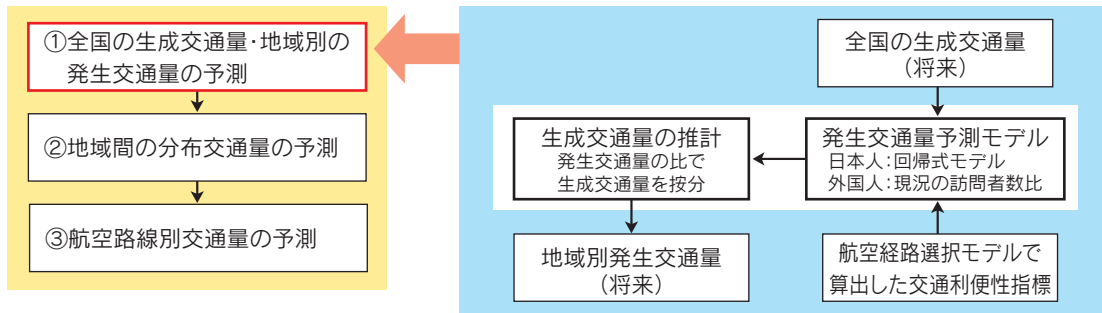 ①全国の生成交通量・地域別の
発生交通量の予測
②地域間の分布交通量の予測
③航空路線別交通量の予測
全国の生成交通量
（将来）
生成交通量の推計
発生交通量の比で
生成交通量を按分
発生交通量予測モデル
日本人：回帰式モデル
外国人：現況の訪問者数比
地域別発生交通量
（将来）
航空経路選択モデルで
算出した交通利便性指標